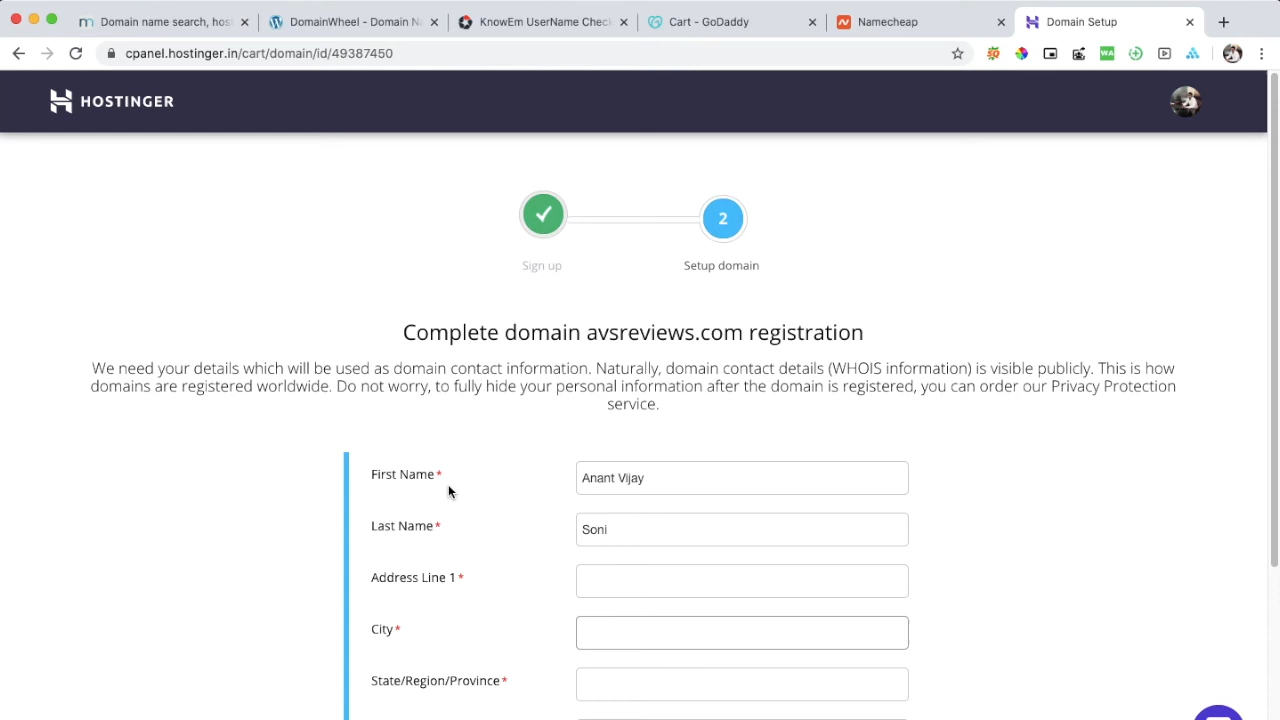 Domain name search, hos
DomainWheel - Domain N
KnowEm UserName Chec
Cart - GoDaddy
Namecheap
Domain Setup
cpanel.hostinger.in/cart/domain/id/49387450
HOSTINGER
2
Sign up
Setup domain
Complete domain avsreviews.com registration
We need your details which will be used as domain contact information. Naturally, domain contact details (WHOIS information) is visible publicly. This is how
domains are registered worldwide. Do not worry, to fully hide your personal information after the domain is registered, you can order our Privacy Protection
service.
First Name*
Anant Vijay
Last Name*
Soni
Address Line 1*
City*
State/Region/Province*